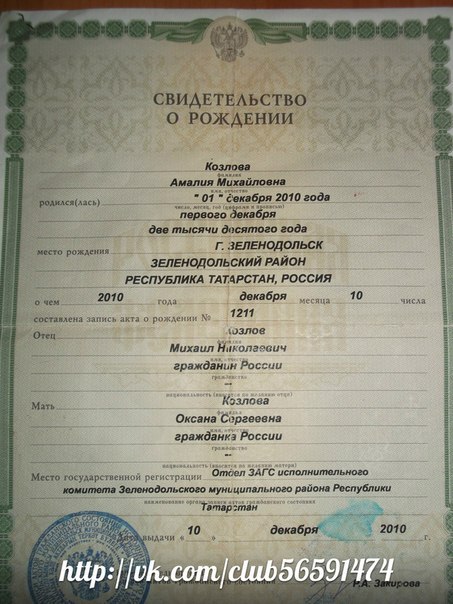 СВИДЕТЕЛЬСТВО
О РОЖДЕНИИ
Козлова
фамилия
Амалия Михайловна
имя, отчество
родился(лась) "01" декабря 2010 года
число, месяц, год (цифрами и прописью)
первого декабря
две тысячи десятого года
место рождения Г. ЗЕЛЕНОДОЛЬСК
ЗЕЛЕНОДОЛЬСКИЙ РАЙОН
РЕСПУБЛИКА ТАТАРСТАН, РОССИЯ
о чем 2010 года декабря месяца 10 числа
составлена запись акта о рождении № 1211
Отец Козлов
фамилия
Михаил Николаевич
имя, отчество
гражданин России
гражданство
--
национальность (вносится по желанию отца)
Мать Козлова
фамилия
Оксана Сергеевна
имя, отчество
гражданка России
гражданство
--
национальность (вносится по желанию матери)
Место государственной регистрации Отдел ЗАГС исполнительного
комитета Зеленодольского муниципального района Республики
наименование органа записи актов гражданского состояния
Татарстан
Дата выдачи « 10 » декабря 2010 г.
http://vk.com/club56591474
Р.А. Закирова